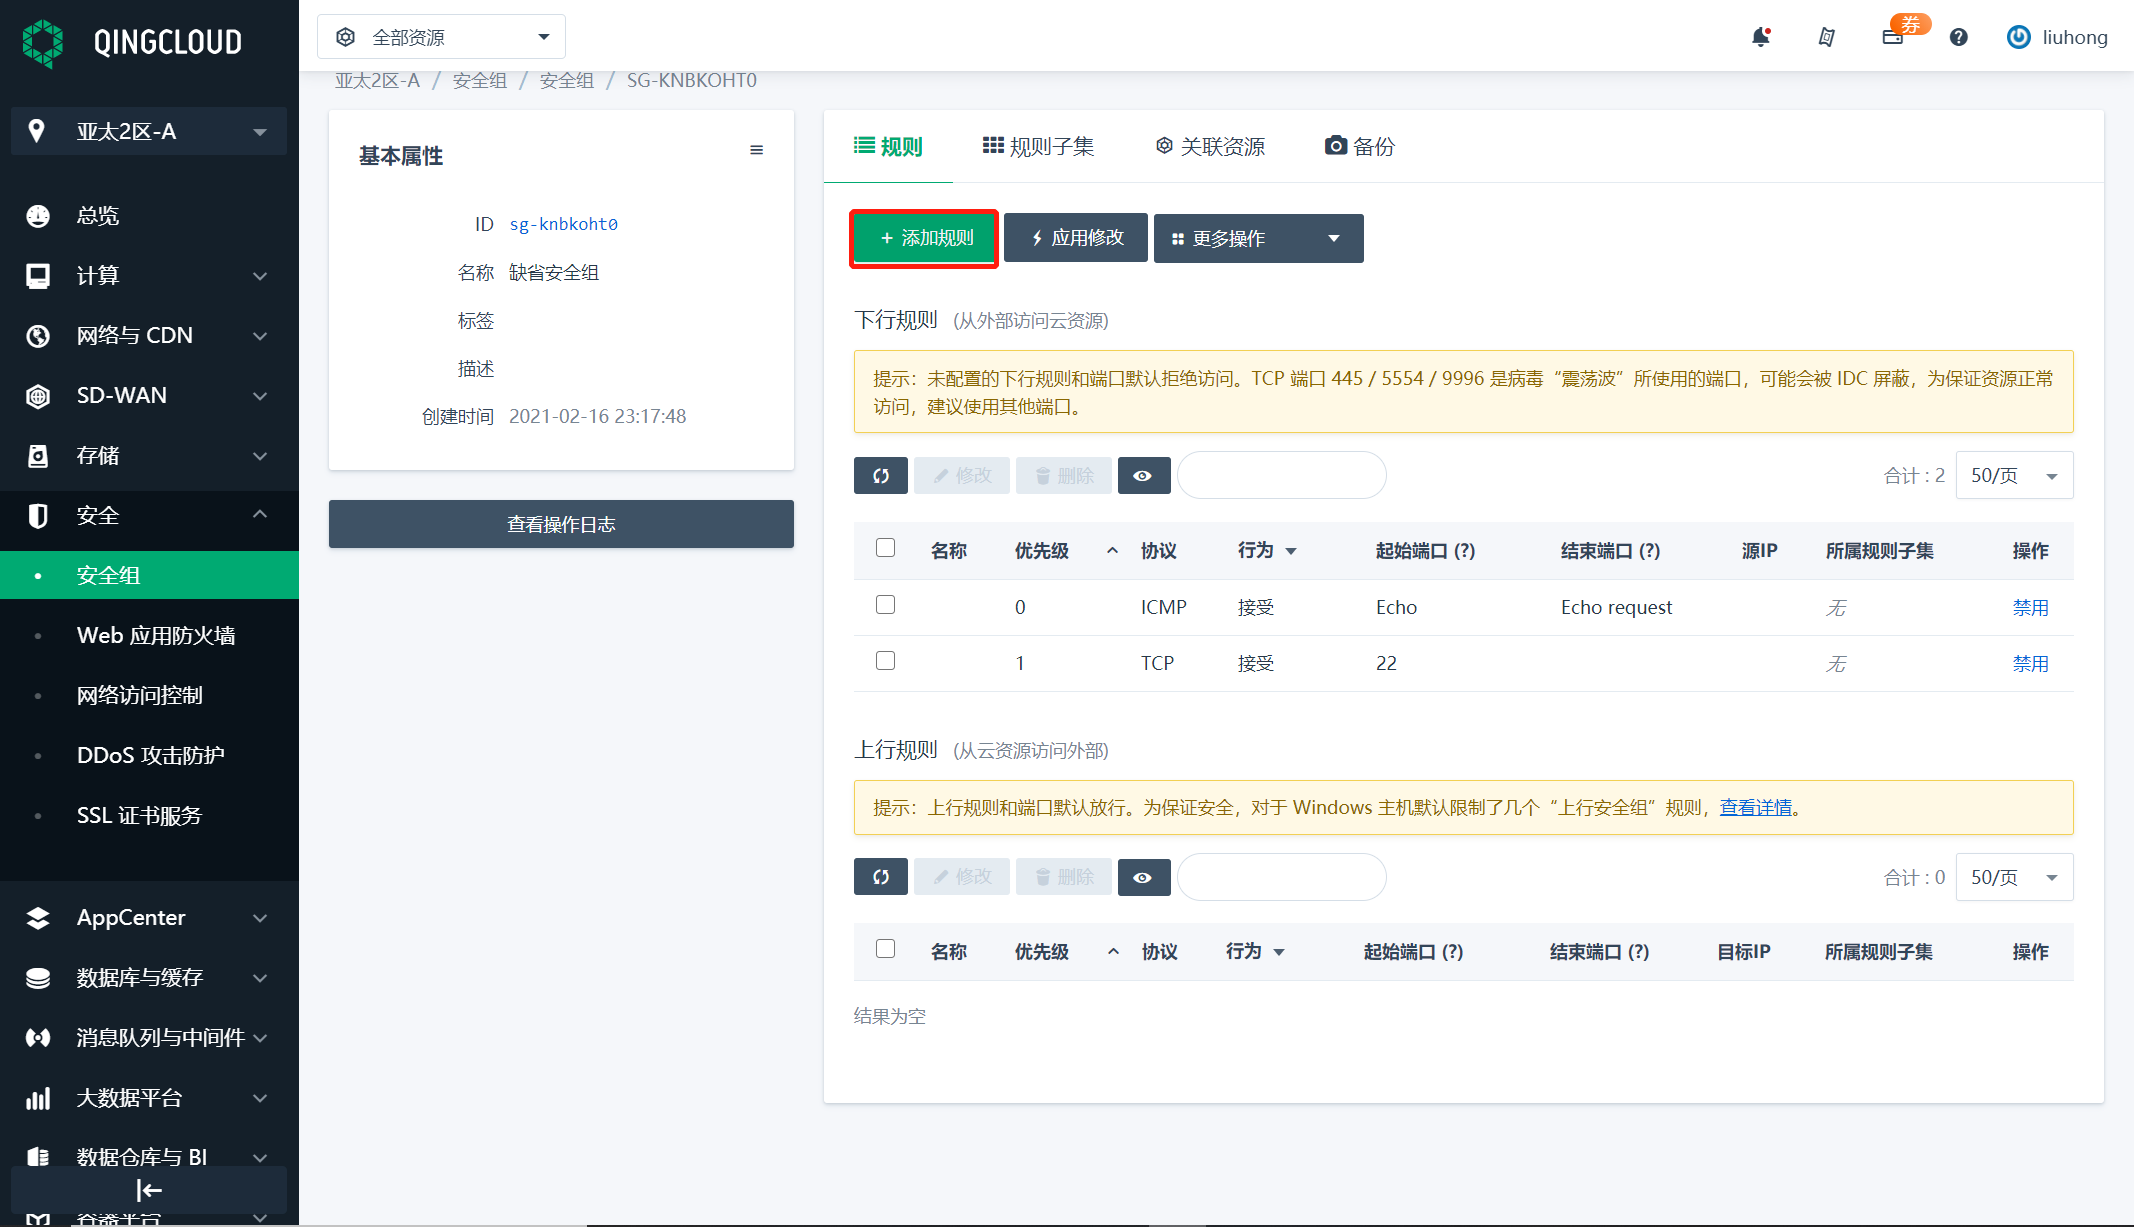 QINGCLOUD
全部资源
券
liuhong
亚太2区-A
亚太2区-A / 安全组 / 安全组 / SG-KNBKOHT0
总览
计算
网络与 CDN
SD-WAN
存储
安全
安全组
Web 应用防火墙
网络访问控制
DDoS 攻击防护
SSL 证书服务
AppCenter
数据库与缓存
消息队列与中间件
大数据平台
数据仓库与 BI
容器平台
基本属性
ID sg-knbkoht0
名称 缺省安全组
标签
描述
创建时间 2021-02-16 23:17:48
查看操作日志
规则 规则子集 关联资源 备份
+ 添加规则 应用修改 更多操作
下行规则 (从外部访问云资源)
提示：未配置的下行规则和端口默认拒绝访问。TCP 端口 445 / 5554 / 9996 是病毒“震荡波”所使用的端口，可能会被 IDC 屏蔽，为保证资源正常
访问，建议使用其他端口。
修改 删除 合计 : 2 50/页
名称 优先级 协议 行为 起始端口 (?) 结束端口 (?) 源IP 所属规则子集 操作
0 ICMP 接受 Echo Echo request 无 禁用
1 TCP 接受 22 无 禁用
上行规则 (从云资源访问外部)
提示：上行规则和端口默认放行。为保证安全，对于 Windows 主机默认限制了几个“上行安全组”规则，查看详情。
修改 删除 合计 : 0 50/页
名称 优先级 协议 行为 起始端口 (?) 结束端口 (?) 目标IP 所属规则子集 操作
结果为空